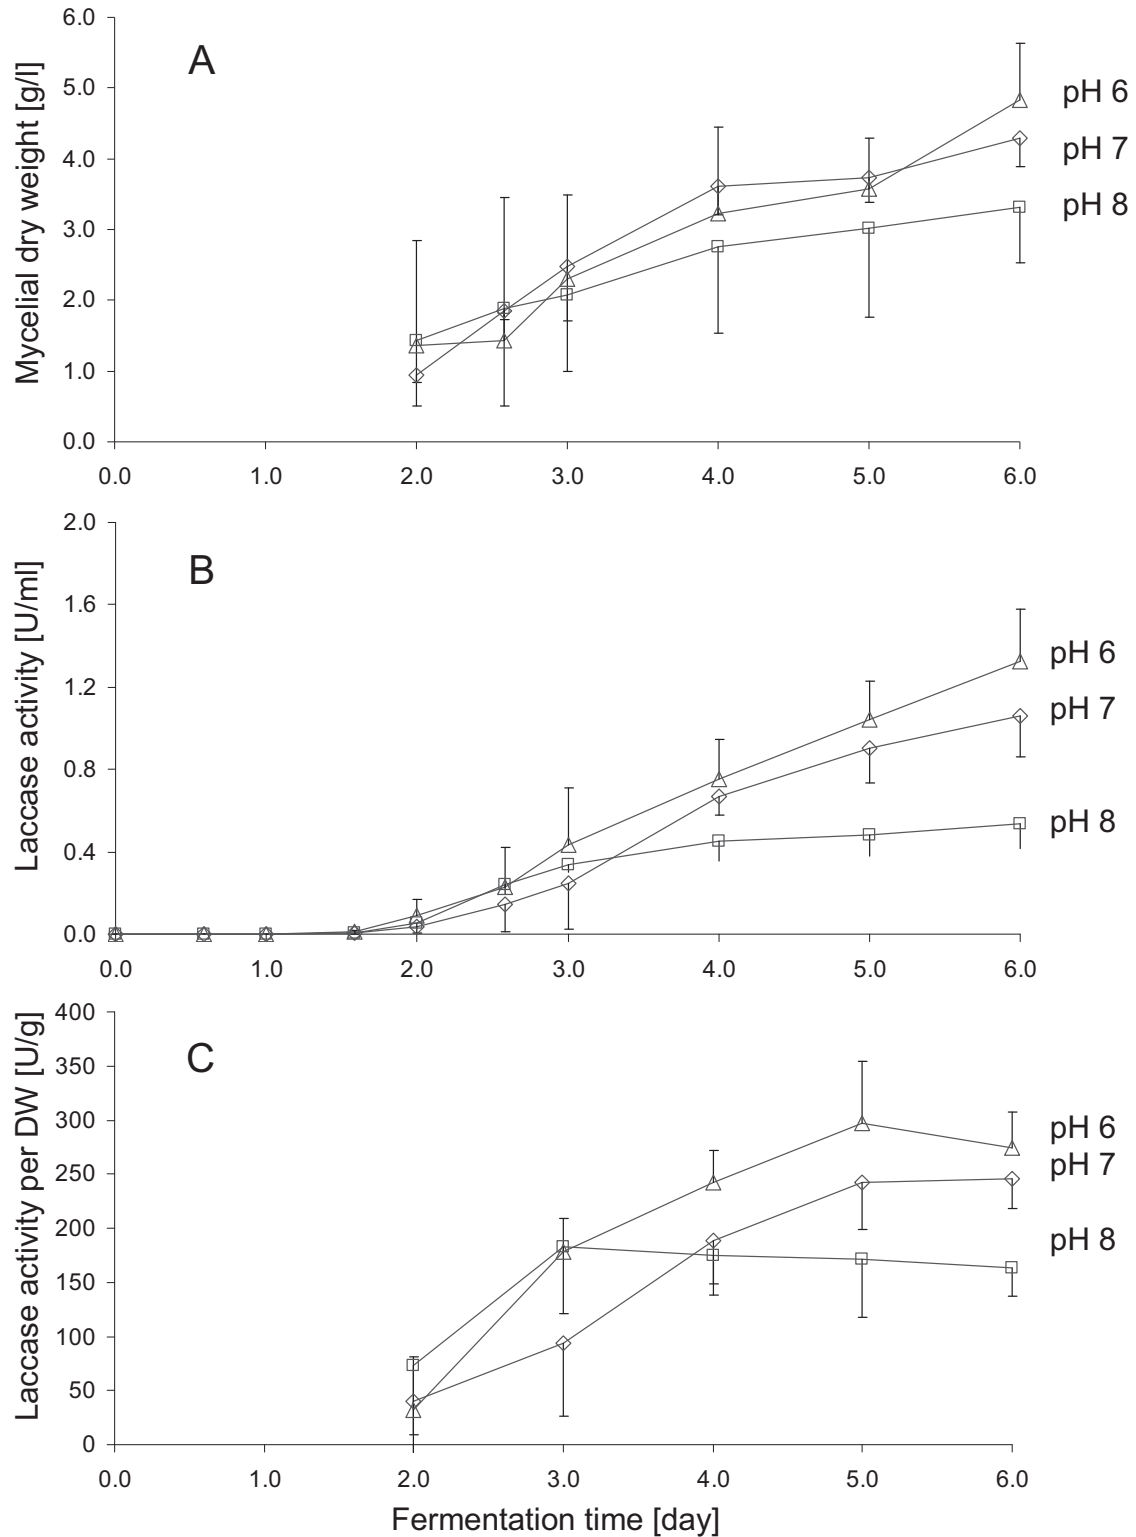 A
Mycelial dry weight [g/l]
6.0
5.0
4.0
3.0
2.0
1.0
0.0
0.0 1.0 2.0 3.0 4.0 5.0 6.0
pH 6
pH 7
pH 8
B
Laccase activity [U/ml]
2.0
1.6
1.2
0.8
0.4
0.0
0.0 1.0 2.0 3.0 4.0 5.0 6.0
pH 6
pH 7
pH 8
C
Laccase activity per DW [U/g]
400
350
300
250
200
150
100
50
0
0.0 1.0 2.0 3.0 4.0 5.0 6.0
pH 6
pH 7
pH 8
Fermentation time [day]